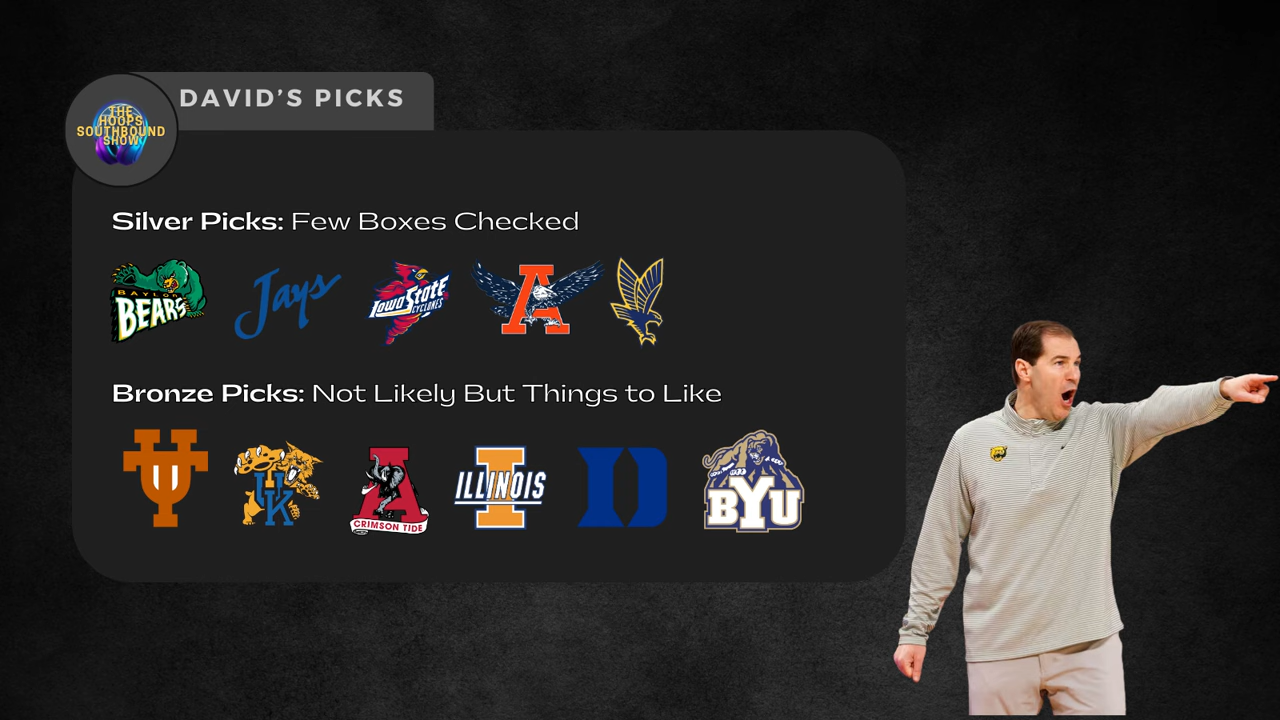 DAVID'S PICKS
THE
HOOPS
SOUTHBOUND
SHOW
Silver Picks: Few Boxes Checked
BAYLOR
BEARS
Jays
IOWA STATE
CYCLONES
A
Bronze Picks: Not Likely But Things to Like
UT
UK
A
CRIMSON TIDE
I
ILLINOIS
D
BYU